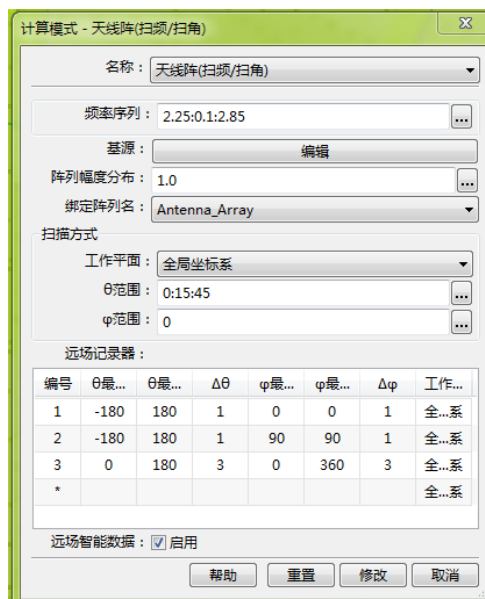 计算模式 - 天线阵(扫频/扫角)
名称： 天线阵(扫频/扫角)
频率序列： 2.25:0.1:2.85 ...
基源： 编辑
阵列幅度分布： 1.0 ...
绑定阵列名： Antenna_Array
扫描方式
工作平面： 全局坐标系
θ范围： 0:15:45 ...
φ范围： 0 ...
远场记录器：
编号 θ最... θ最... Δθ φ最... φ最... Δφ 工作...
1 -180 180 1 0 0 1 全...系
2 -180 180 1 90 90 1 全...系
3 0 180 3 0 360 3 全...系
* 全...系
远场智能数据： 启用
帮助 重置 修改 取消